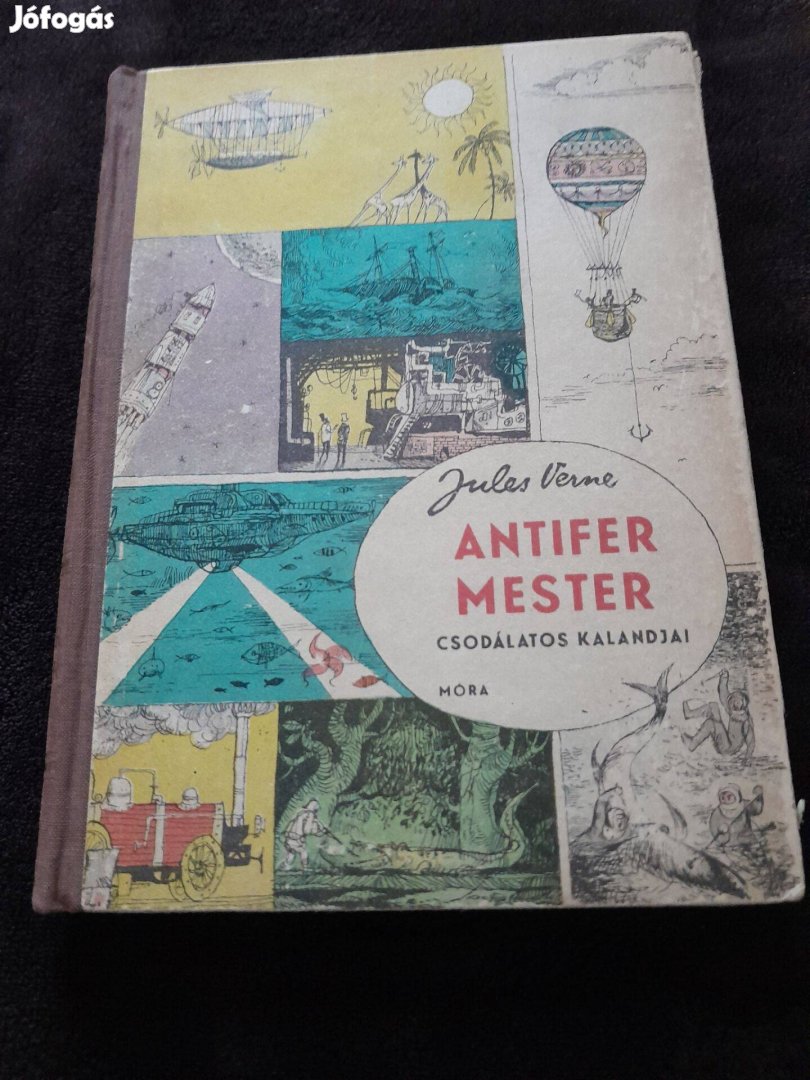 Jófogás
Jules Verne
ANTIFER
MESTER
CSODÁLATOS KALANDJAI
MÓRA